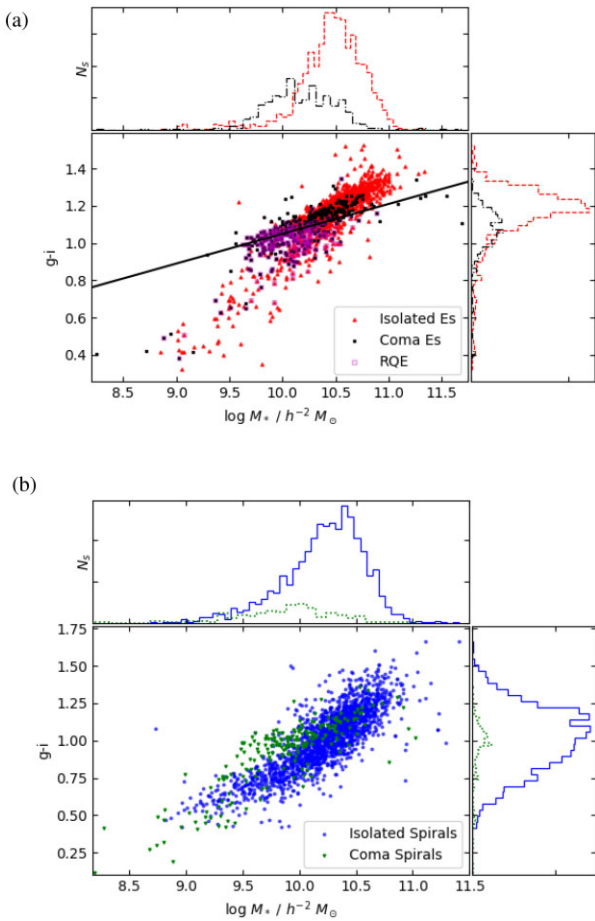 (a)
N_s
1.4
1.2
1.0
0.8
0.6
0.4
g-i
Isolated Es
Coma Es
RQE
8.5 9.0 9.5 10.0 10.5 11.0 11.5
log M_* / h^{-2} M_⊙
(b)
N_s
1.75
1.50
1.25
1.00
0.75
0.50
0.25
g-i
Isolated Spirals
Coma Spirals
8.5 9.0 9.5 10.0 10.5 11.0 11.5
log M_* / h^{-2} M_⊙